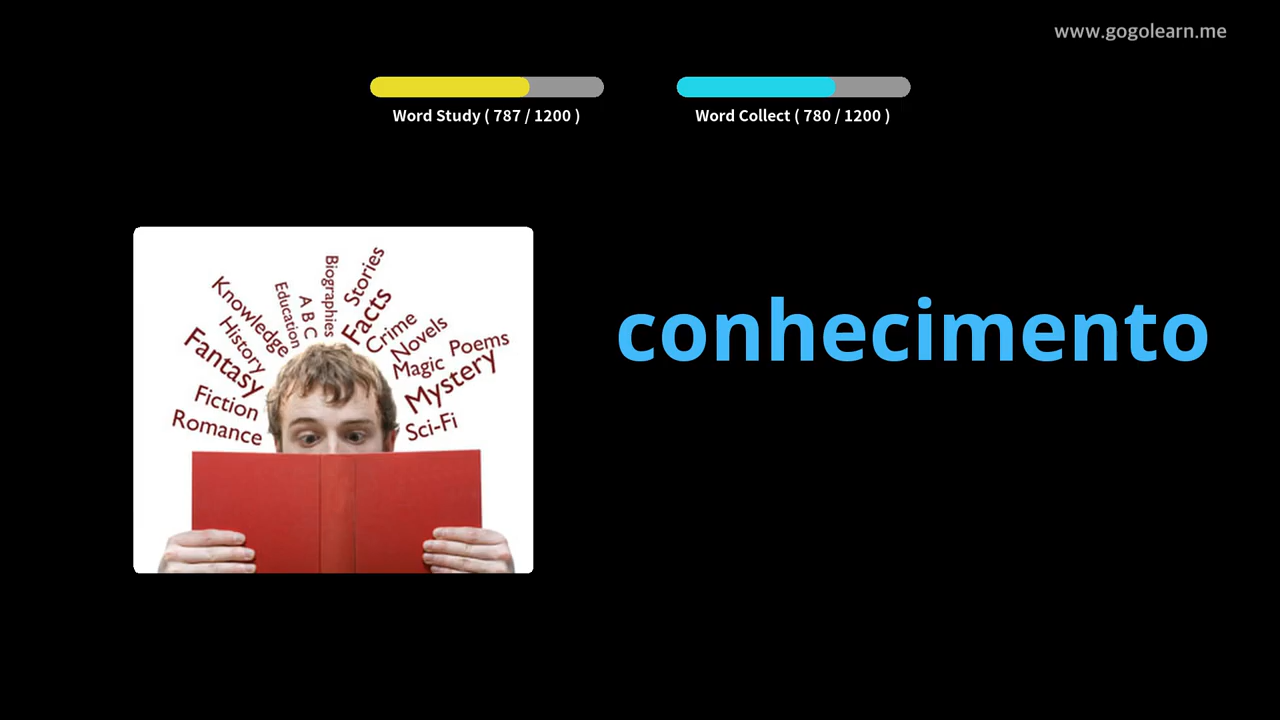 www.gogolearn.me
Word Study ( 787 / 1200 )
Word Collect ( 780 / 1200 )
Biographies
Stories
Education
A B C
Facts
Knowledge
Crime
History
Novels
Fantasy
Magic
Poems
Mystery
Fiction
Romance
Sci-Fi
conhecimento